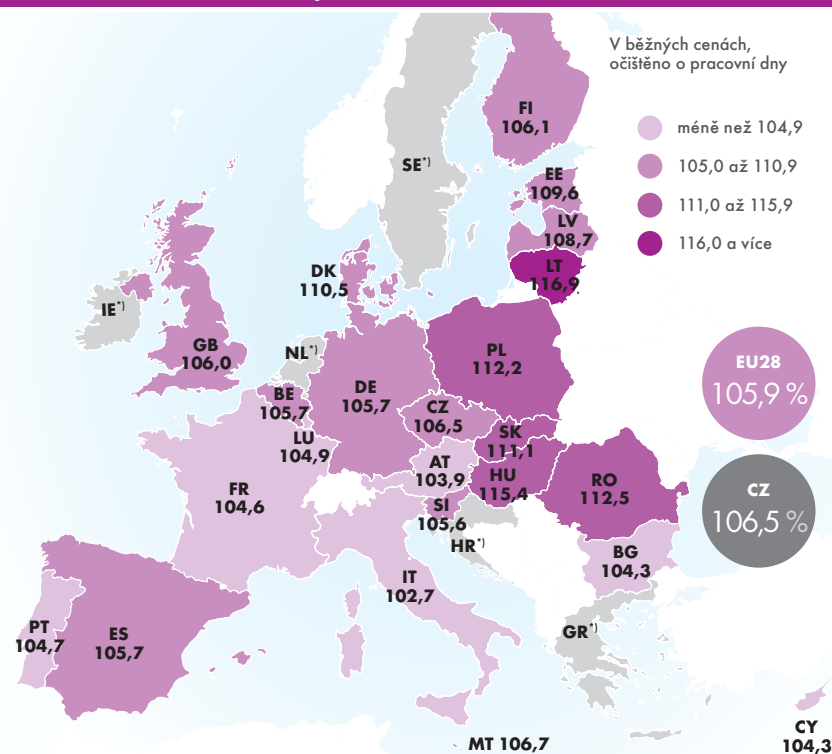 V běžných cenách,
očištěno o pracovní dny
méně než 104,9
105,0 až 110,9
111,0 až 115,9
116,0 a více
FI
106,1
SE*)
EE
109,6
LV
108,7
LT
116,9
DK
110,5
IE*)
GB
106,0
NL*)
PL
112,2
BE
105,7
DE
105,7
CZ
106,5
EU28
105,9 %
LU
104,9
SK
111,1
AT
103,9
HU
115,4
RO
112,5
CZ
106,5 %
FR
104,6
SI
105,6
HR*)
BG
104,3
IT
102,7
PT
104,7
ES
105,7
GR*)
MT 106,7
CY
104,3